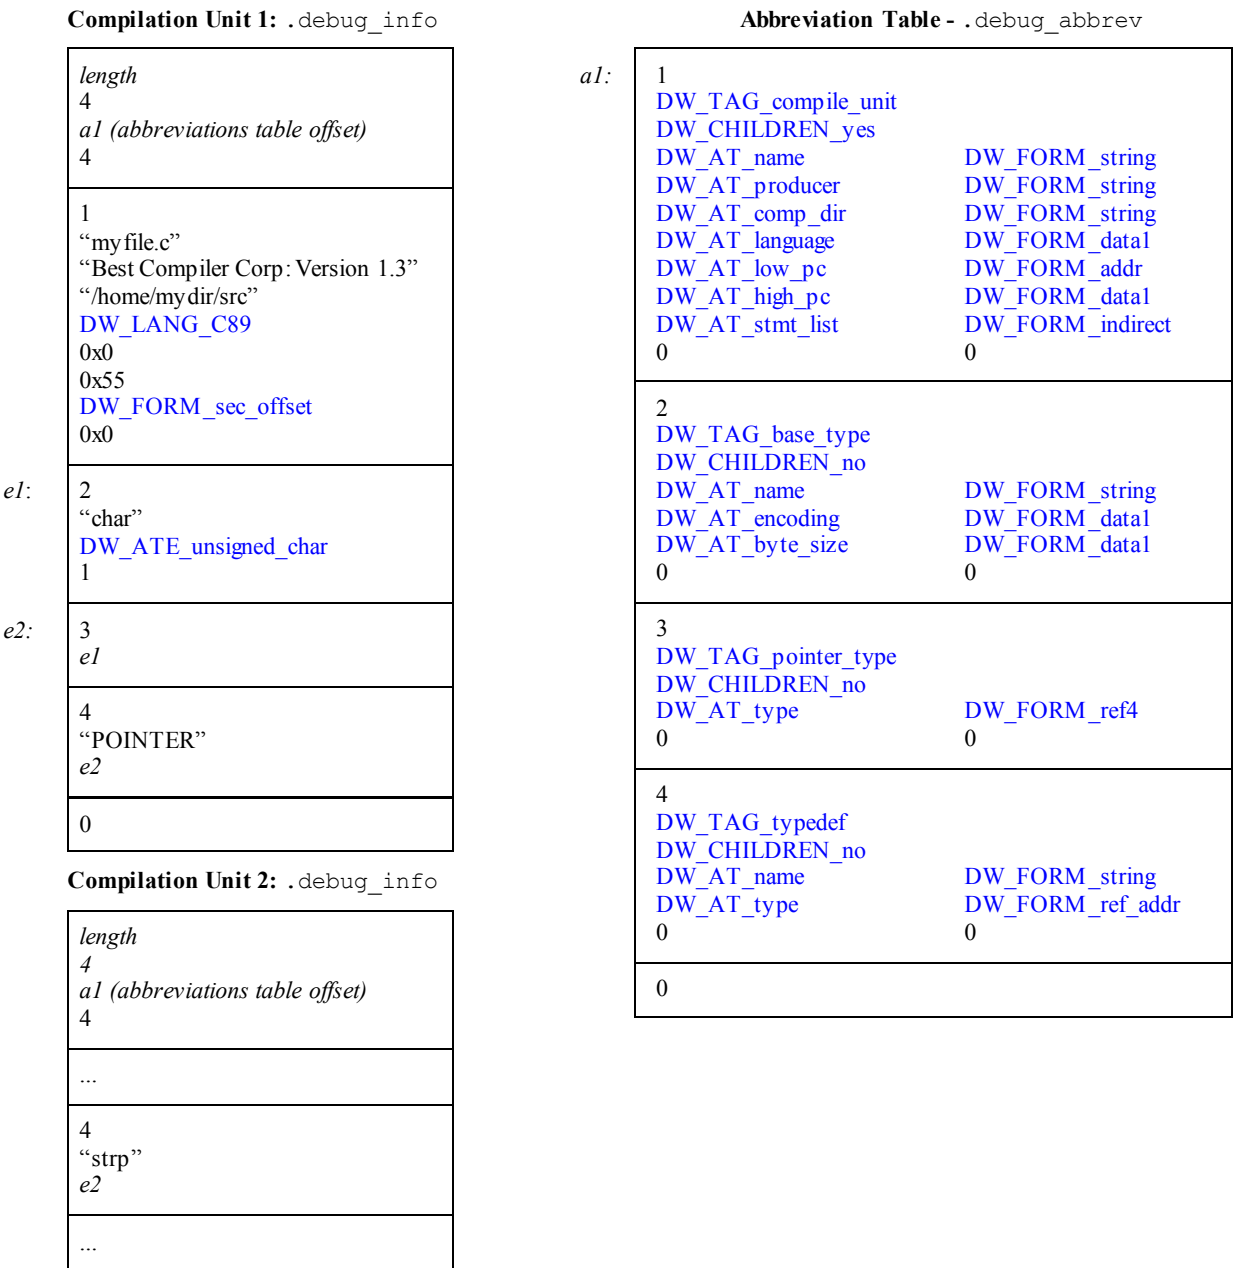 Compilation Unit 1: .debug_info
length
4
a1 (abbreviations table offset)
4
1
“myfile.c”
“Best Compiler Corp: Version 1.3”
“/home/mydir/src”
DW_LANG_C89
0x0
0x55
DW_FORM_sec_offset
0x0
e1:
2
“char”
DW_ATE_unsigned_char
1
e2:
3
e1
4
“POINTER”
e2
0
Compilation Unit 2: .debug_info
length
4
a1 (abbreviations table offset)
4
...
4
“strp”
e2
...
Abbreviation Table - .debug_abbrev
a1:
1
DW_TAG_compile_unit
DW_CHILDREN_yes
DW_AT_name DW_FORM_string
DW_AT_producer DW_FORM_string
DW_AT_comp_dir DW_FORM_string
DW_AT_language DW_FORM_data1
DW_AT_low_pc DW_FORM_addr
DW_AT_high_pc DW_FORM_data1
DW_AT_stmt_list DW_FORM_indirect
0 0
2
DW_TAG_base_type
DW_CHILDREN_no
DW_AT_name DW_FORM_string
DW_AT_encoding DW_FORM_data1
DW_AT_byte_size DW_FORM_data1
0 0
3
DW_TAG_pointer_type
DW_CHILDREN_no
DW_AT_type DW_FORM_ref4
0 0
4
DW_TAG_typedef
DW_CHILDREN_no
DW_AT_name DW_FORM_string
DW_AT_type DW_FORM_ref_addr
0 0
0